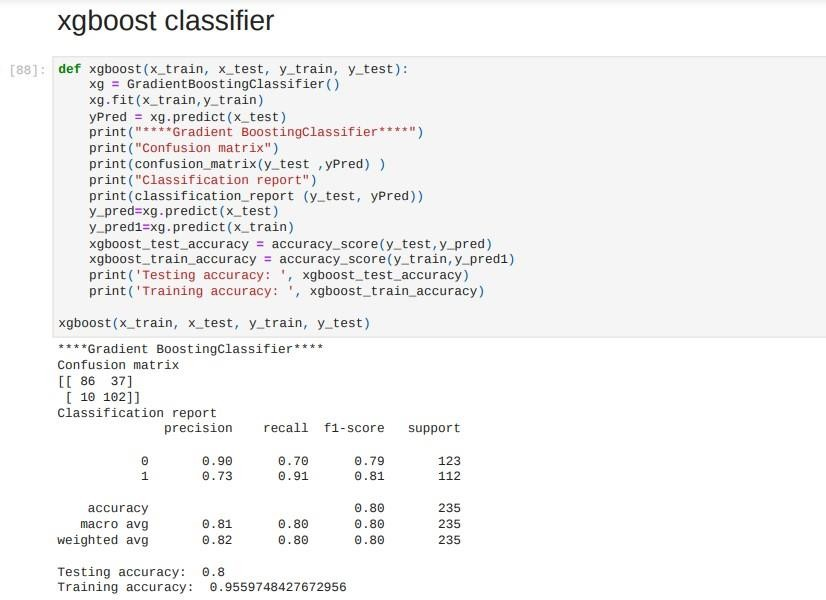 xgboost classifier
[88]: def xgboost(x_train, x_test, y_train, y_test):
    xg = GradientBoostingClassifier()
    xg.fit(x_train,y_train)
    yPred = xg.predict(x_test)
    print("****Gradient BoostingClassifier****")
    print("Confusion matrix")
    print(confusion_matrix(y_test ,yPred) )
    print("Classification report")
    print(classification_report (y_test, yPred))
    y_pred=xg.predict(x_test)
    y_pred1=xg.predict(x_train)
    xgboost_test_accuracy = accuracy_score(y_test,y_pred)
    xgboost_train_accuracy = accuracy_score(y_train,y_pred1)
    print('Testing accuracy: ', xgboost_test_accuracy)
    print('Training accuracy: ', xgboost_train_accuracy)
xgboost(x_train, x_test, y_train, y_test)
****Gradient BoostingClassifier****
Confusion matrix
[[ 86  37]
 [ 10 102]]
Classification report
              precision    recall  f1-score   support
           0       0.90      0.70      0.79       123
           1       0.73      0.91      0.81       112
    accuracy                           0.80       235
   macro avg       0.81      0.80      0.80       235
weighted avg       0.82      0.80      0.80       235
Testing accuracy:  0.8
Training accuracy:  0.9559748427672956